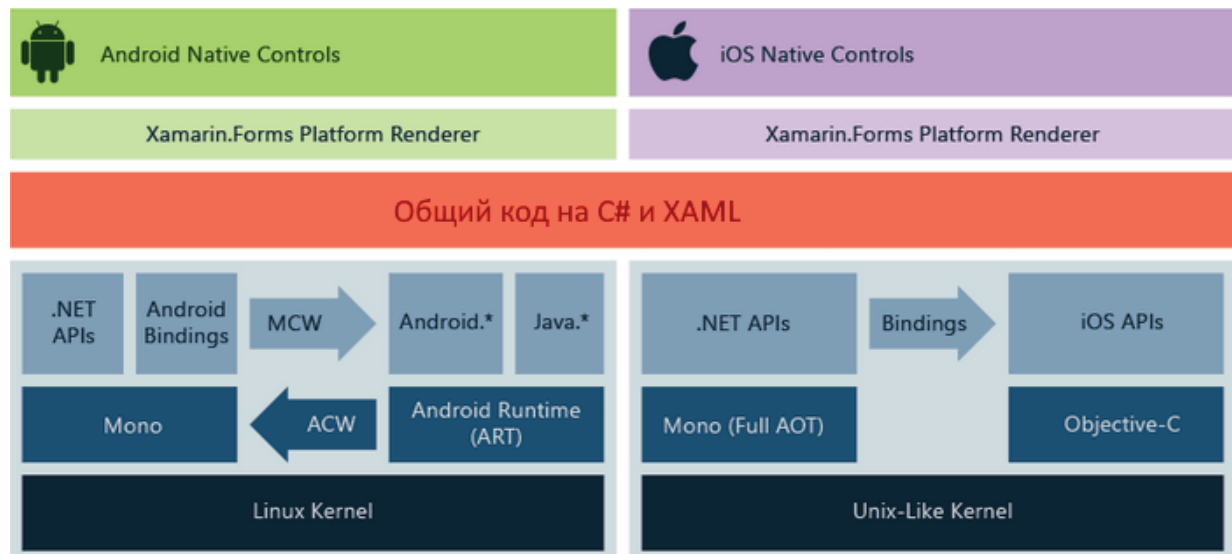 Android Native Controls
iOS Native Controls
Xamarin.Forms Platform Renderer
Xamarin.Forms Platform Renderer
Общий код на C# и XAML
.NET
APIs
Android
Bindings
MCW
Android.*
Java.*
.NET APIs
Bindings
iOS APIs
Mono
ACW
Android Runtime
(ART)
Mono (Full AOT)
Objective-C
Linux Kernel
Unix-Like Kernel